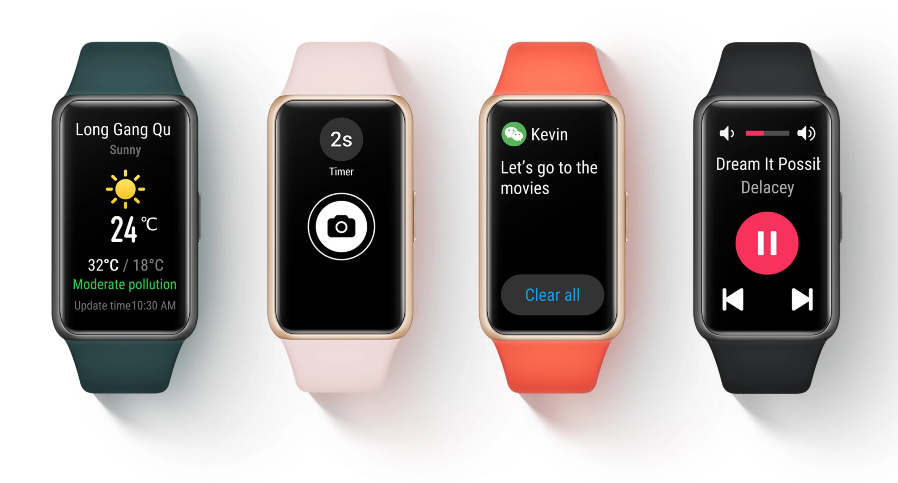 Long Gang Qu
Sunny
24 °C
32°C / 18°C
Moderate pollution
Update time10:30 AM
2s
Timer
Kevin
Let's go to the
movies
Clear all
Dream It Possib
Delacey